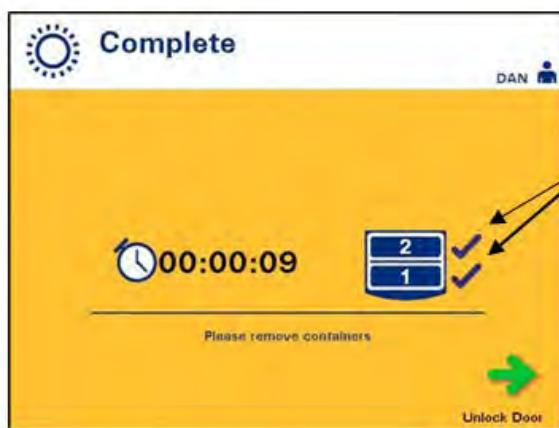 Complete
DAN
00:00:09
2
1
Please remove containers
Unlock Door